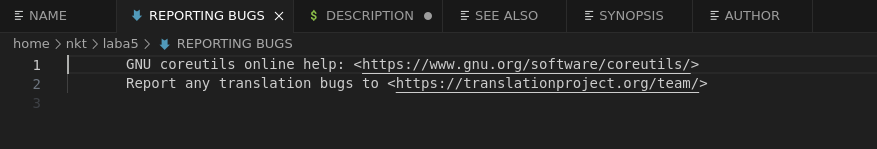 NAME REPORTING BUGS × $ DESCRIPTION ● SEE ALSO SYNOPSIS AUTHOR
home > nkt > laba5 > REPORTING BUGS
1 GNU coreutils online help: <https://www.gnu.org/software/coreutils/>
2 Report any translation bugs to <https://translationproject.org/team/>
3